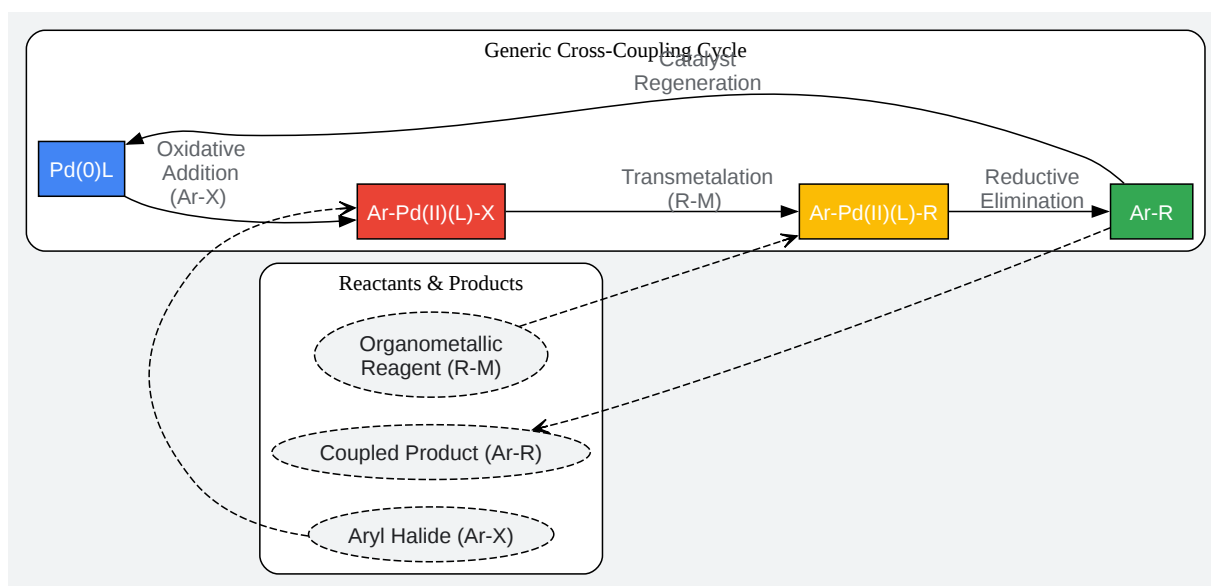 Generic Cross-Coupling Cycle
Catalyst
Regeneration
Pd(0)L
Oxidative
Addition
(Ar-X)
Ar-Pd(II)(L)-X
Transmetalation
(R-M)
Ar-Pd(II)(L)-R
Reductive
Elimination
Ar-R
Reactants & Products
Organometallic
Reagent (R-M)
Coupled Product (Ar-R)
Aryl Halide (Ar-X)